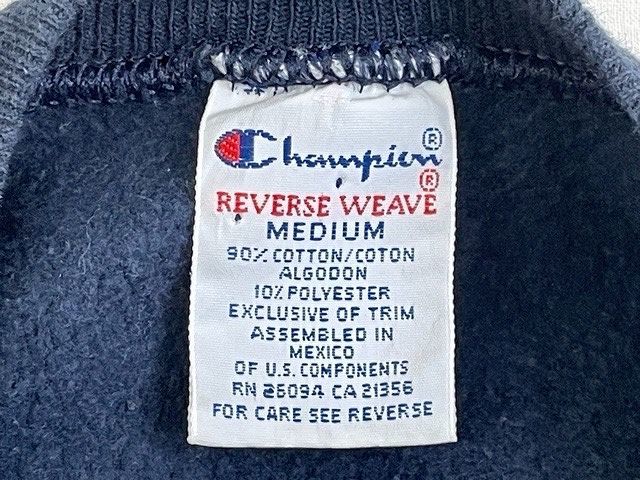 Champion®
REVERSE WEAVE®
MEDIUM
90% COTTON/COTON
ALGODON
10% POLYESTER
EXCLUSIVE OF TRIM
ASSEMBLED IN
MEXICO
OF U.S. COMPONENTS
RN 26094 CA 21356
FOR CARE SEE REVERSE